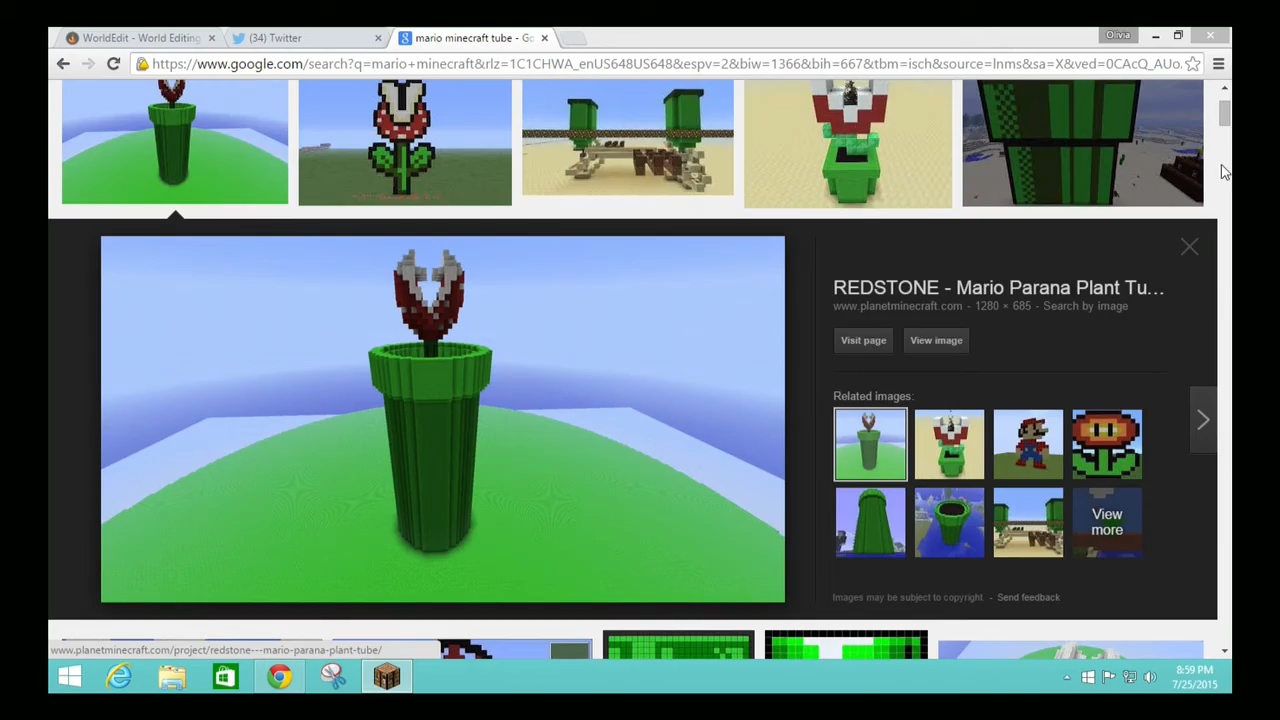 WorldEdit - World Editing
(34) Twitter
mario minecraft tube - Go
Olivia
https://www.google.com/search?q=mario+minecraft&rlz=1C1CHWA_enUS648US648&espv=2&biw=1366&bih=667&tbm=isch&source=lnms&sa=X&ved=0CAcQ_AUo
REDSTONE - Mario Parana Plant Tu...
www.planetminecraft.com - 1280 × 685 - Search by image
Visit page
View image
Related images:
View
more
Images may be subject to copyright. - Send feedback
www.planetminecraft.com/project/redstone---mario-parana-plant-tube/
8:59 PM
7/25/2015